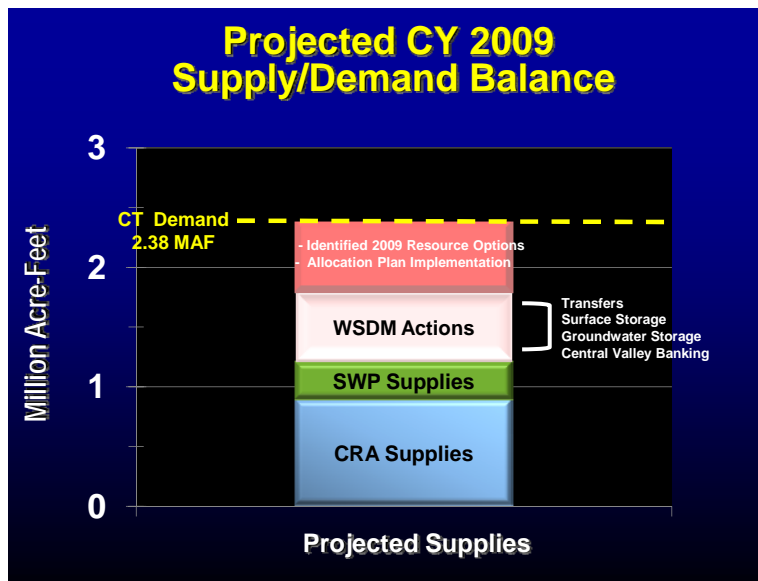 Projected CY 2009
Supply/Demand Balance
3
CT Demand
2.38 MAF
- Identified 2009 Resource Options
- Allocation Plan Implementation
2
WSDM Actions
Transfers
Surface Storage
Groundwater Storage
Central Valley Banking
SWP Supplies
1
CRA Supplies
0
Million Acre-Feet
Projected Supplies